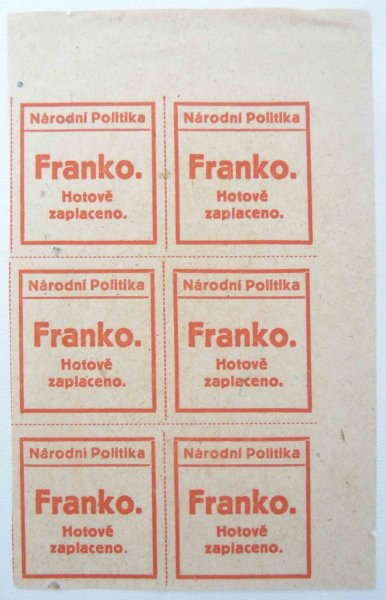 Národní Politika
Franko.
Hotově
zaplaceno.
Národní Politika
Franko.
Hotově
zaplaceno.
Národní Politika
Franko.
Hotově
zaplaceno.
Národní Politika
Franko.
Hotově
zaplaceno.
Národní Politika
Franko.
Hotově
zaplaceno.
Národní Politika
Franko.
Hotově
zaplaceno.